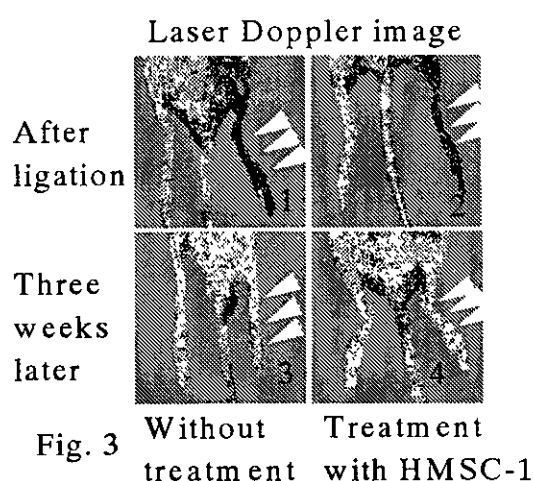 Laser Doppler image
After
ligation
1
2
Three
weeks
later
3
4
Fig. 3
Without
treatment
Treatment
with HMSC-1